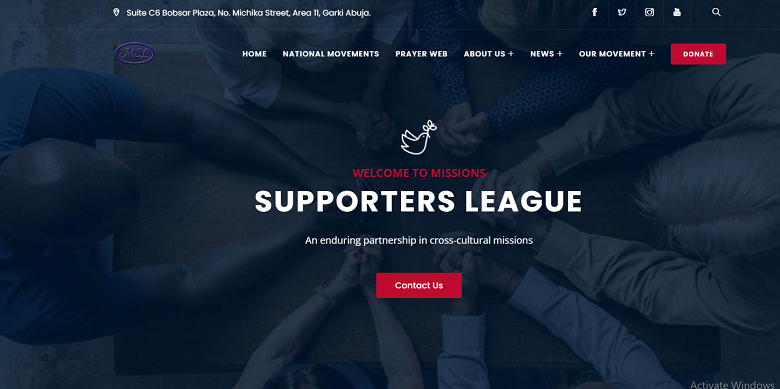 Suite C6 Bobsar Plaza, No. Michika Street, Area 11, Garki Abuja.
MSL
HOME NATIONAL MOVEMENTS PRAYER WEB ABOUT US + NEWS + OUR MOVEMENT + DONATE
WELCOME TO MISSIONS
SUPPORTERS LEAGUE
An enduring partnership in cross-cultural missions
Contact Us
Activate Windows